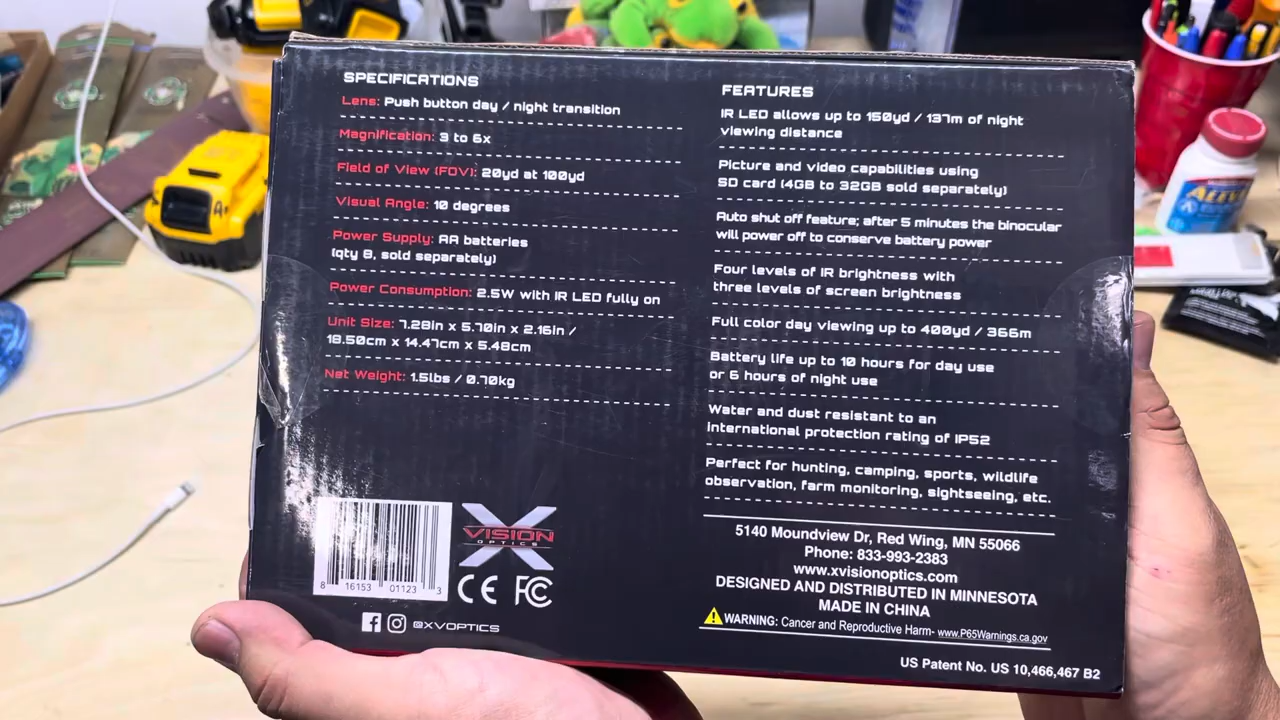 SPECIFICATIONS
Lens: Push button day / night transition
Magnification: 3 to 6x
Field of View (FOV): 20yd at 100yd
Visual Angle: 10 degrees
Power Supply: AA batteries
(qty 8, sold separately)
Power Consumption: 2.5W with IR LED fully on
Unit Size: 7.28in x 5.70in x 2.16in /
18.50cm x 14.47cm x 5.48cm
Net Weight: 1.5lbs / 0.70kg
8 16153 01123 3
X
VISION
OPTICS
CE FC
@XVOPTICS
FEATURES
IR LED allows up to 150yd / 137m of night
viewing distance
Picture and video capabilities using
SD card (4GB to 32GB sold separately)
Auto shut off feature; after 5 minutes the binocular
will power off to conserve battery power
Four levels of IR brightness with
three levels of screen brightness
Full color day viewing up to 400yd / 366m
Battery life up to 10 hours for day use
or 6 hours of night use
Water and dust resistant to an
international protection rating of IP52
Perfect for hunting, camping, sports, wildlife
observation, farm monitoring, sightseeing, etc.
5140 Moundview Dr, Red Wing, MN 55066
Phone: 833-993-2383
www.xvisionoptics.com
DESIGNED AND DISTRIBUTED IN MINNESOTA
MADE IN CHINA
WARNING: Cancer and Reproductive Harm- www.P65Warnings.ca.gov
US Patent No. US 10,466,467 B2
ALEVE